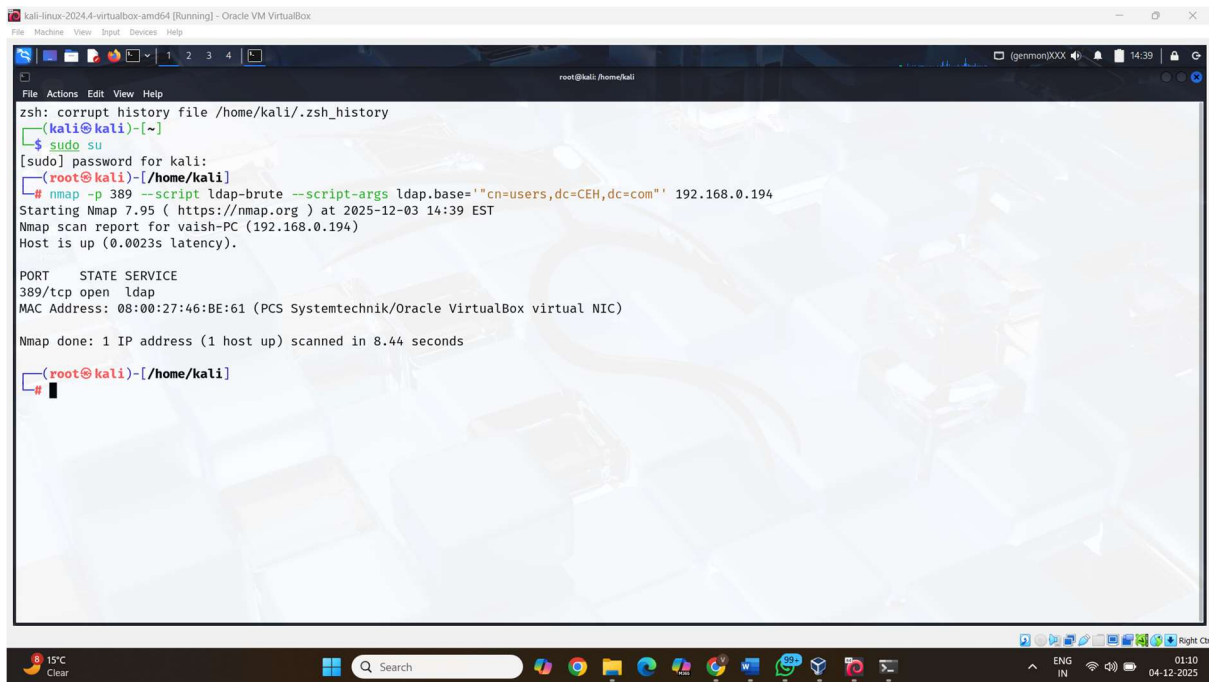 kali-linux-2024.4-virtualbox-amd64 [Running] - Oracle VM VirtualBox
File Machine View Input Devices Help
1 2 3 4
(genmon)XXX 14:39
root@kali: /home/kali
File Actions Edit View Help
zsh: corrupt history file /home/kali/.zsh_history
(kali㉿kali)-[~]
$ sudo su
[sudo] password for kali:
(root㉿kali)-[/home/kali]
# nmap -p 389 --script ldap-brute --script-args ldap.base='"cn=users,dc=CEH,dc=com"' 192.168.0.194
Starting Nmap 7.95 ( https://nmap.org ) at 2025-12-03 14:39 EST
Nmap scan report for vaish-PC (192.168.0.194)
Host is up (0.0023s latency).
PORT STATE SERVICE
389/tcp open ldap
MAC Address: 08:00:27:46:BE:61 (PCS Systemtechnik/Oracle VirtualBox virtual NIC)
Nmap done: 1 IP address (1 host up) scanned in 8.44 seconds
(root㉿kali)-[/home/kali]
#
Right Ctr
8 15°C
Clear
Search
99+
ENG
IN
01:10
04-12-2025